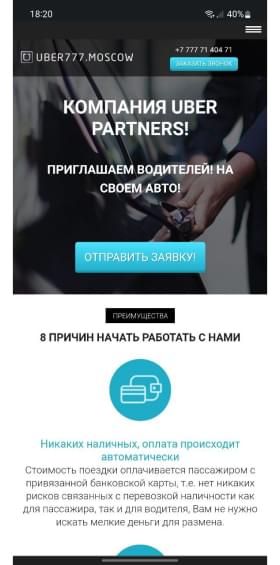 18:20
40%
UBER777.MOSCOW
+7 777 71 404 71
ЗАКАЗАТЬ ЗВОНОК
КОМПАНИЯ UBER
PARTNERS!
ПРИГЛАШАЕМ ВОДИТЕЛЕЙ! НА
СВОЕМ АВТО!
ОТПРАВИТЬ ЗАЯВКУ!
ПРЕИМУЩЕСТВА
8 ПРИЧИН НАЧАТЬ РАБОТАТЬ С НАМИ
Никаких наличных, оплата происходит
автоматически
Стоимость поездки оплачивается пассажиром с
привязанной банковской карты, т.е. нет никаких
рисков связанных с перевозкой наличности как
для пассажира, так и для водителя, Вам не нужно
искать мелкие деньги для размена.